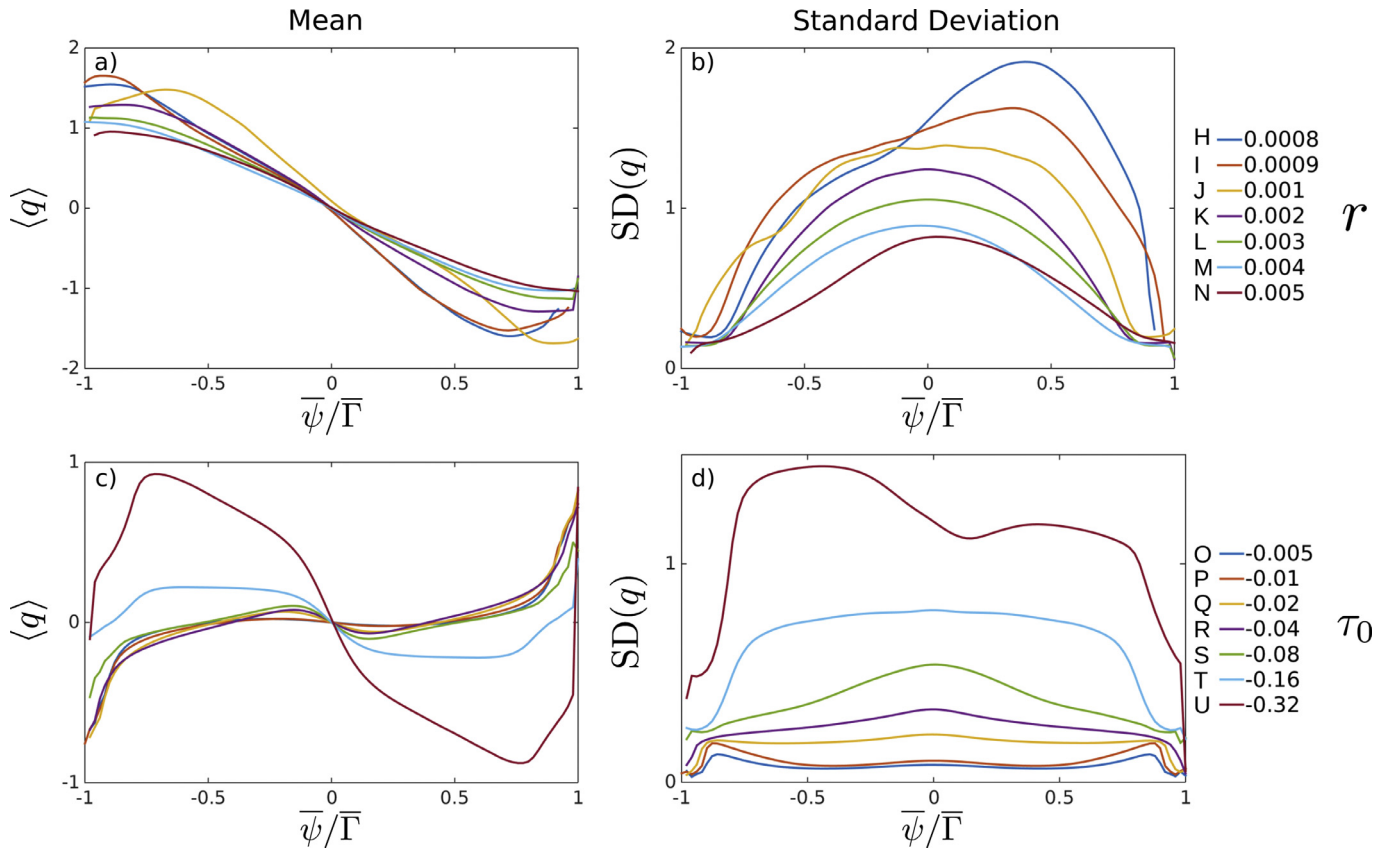 Mean
Standard Deviation
a)
2
1
0
-1
-2
⟨q⟩
-1 -0.5 0 0.5 1
ψ̅/Γ̅
b)
2
1
0
SD(q)
-1 -0.5 0 0.5 1
ψ̅/Γ̅
H 0.0008
I 0.0009
J 0.001
K 0.002
L 0.003
M 0.004
N 0.005
r
c)
1
0
-1
⟨q⟩
-1 -0.5 0 0.5 1
ψ̅/Γ̅
d)
1
0
SD(q)
-1 -0.5 0 0.5 1
ψ̅/Γ̅
O -0.005
P -0.01
Q -0.02
R -0.04
S -0.08
T -0.16
U -0.32
τ₀